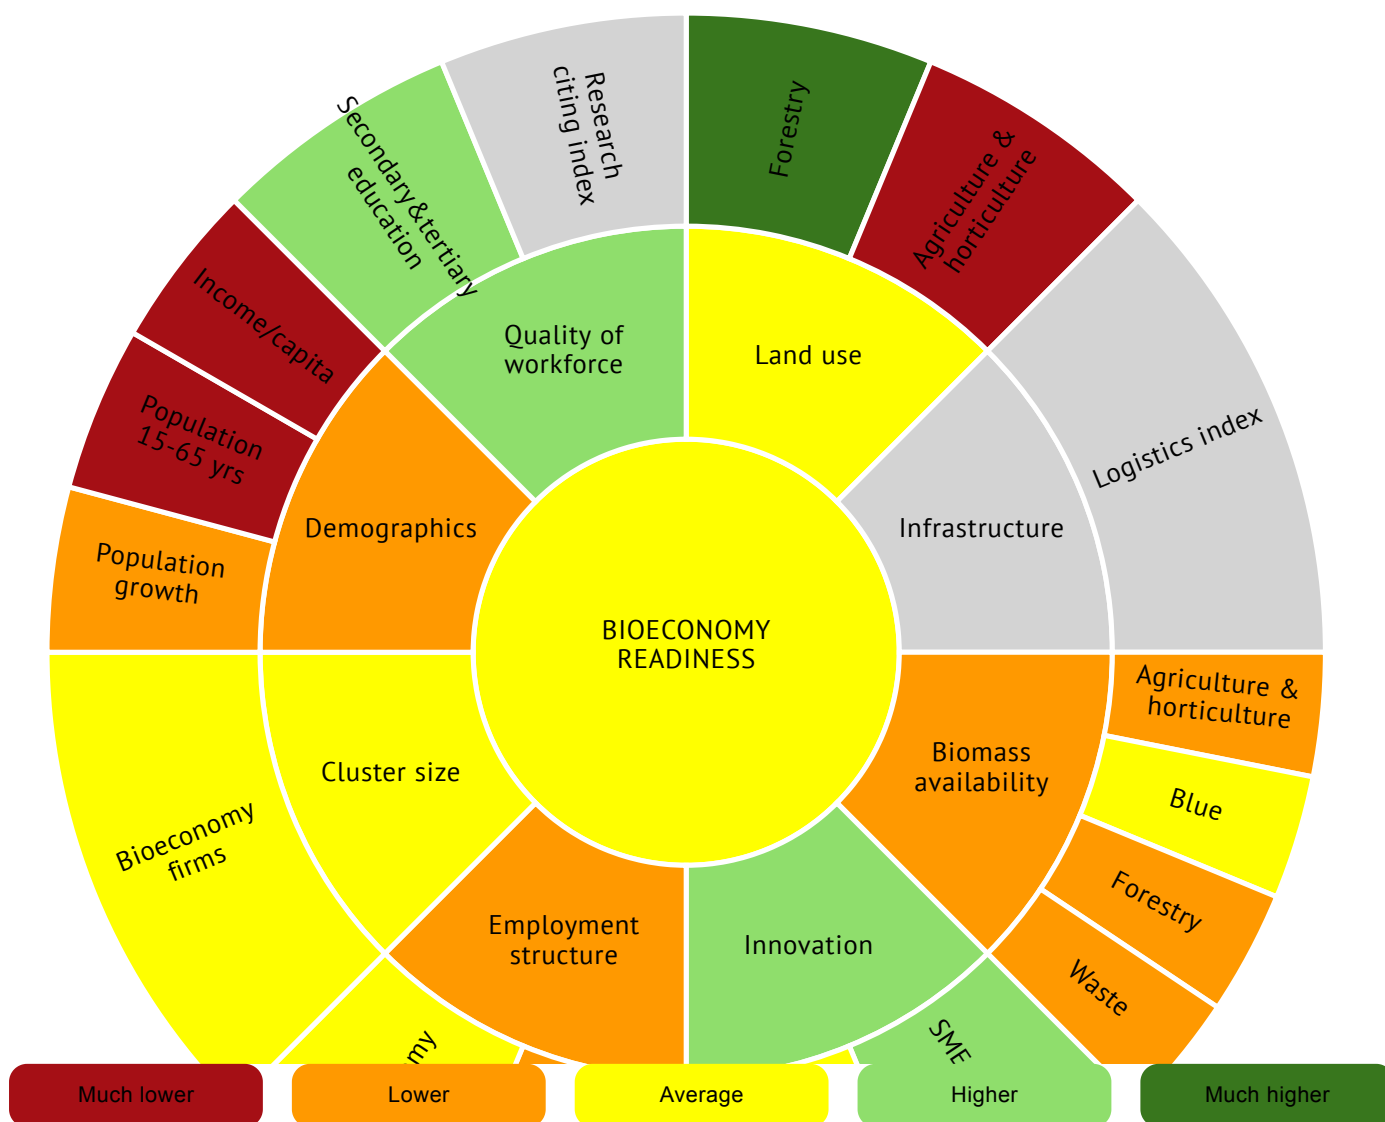 Research
citing index
Forestry
Secondary&tertiary
education
Agriculture &
horticulture
Income/capita
Quality of
workforce
Land use
Population
15-65 yrs
Logistics index
Demographics
Infrastructure
Population
growth
BIOECONOMY
READINESS
Agriculture &
horticulture
Cluster size
Biomass
availability
Blue
Bioeconomy
firms
Forestry
Employment
structure
Innovation
Waste
my
SME
Much lower
Lower
Average
Higher
Much higher